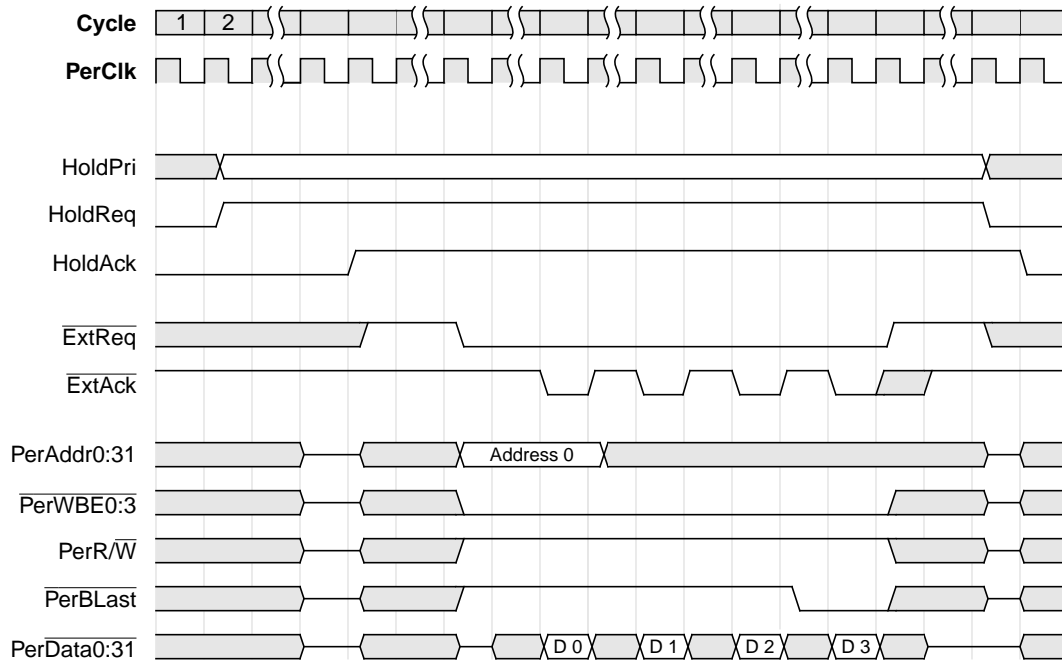 Cycle 1 2
PerClk
HoldPri
HoldReq
HoldAck
ExtReq
ExtAck
PerAddr0:31 Address 0
PerWBE0:3
PerR/W
PerBLast
PerData0:31 D 0 D 1 D 2 D 3